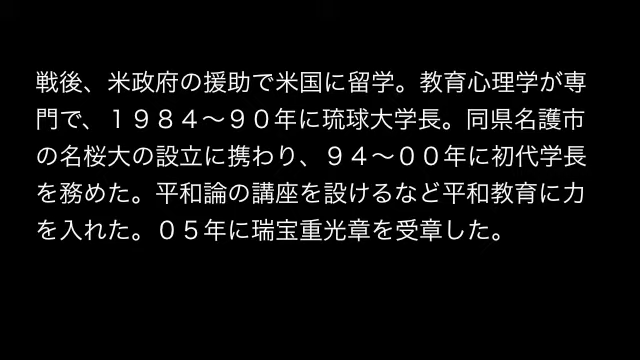 戦後、米政府の援助で米国に留学。教育心理学が専
門で、１９８４～９０年に琉球大学長。同県名護市
の名桜大の設立に携わり、９４～００年に初代学長
を務めた。平和論の講座を設けるなど平和教育に力
を入れた。０５年に瑞宝重光章を受章した。